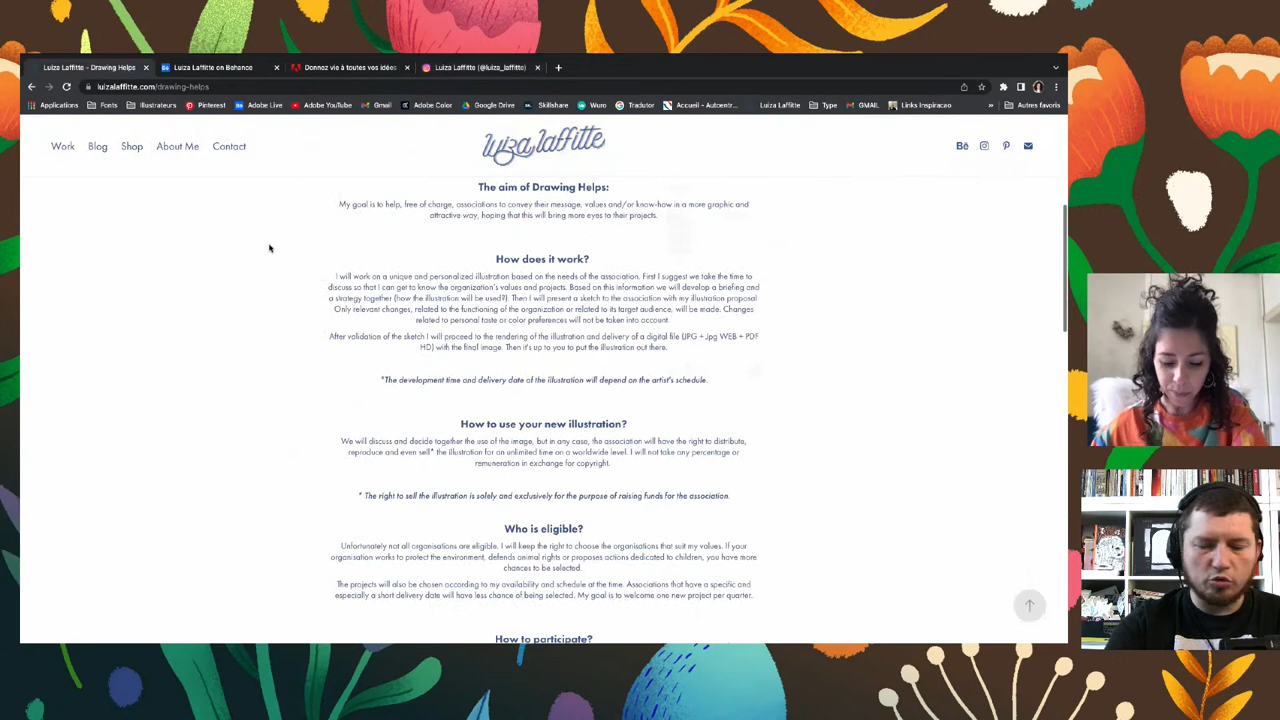 Luiza Laffitte - Drawing Helps
Luiza Laffitte on Behance
Donnez vie à toutes vos idées
Luiza Laffitte (@luiza_laffitte)
luizalaffitte.com/drawing-helps
Applications Fonts Illustrateurs Pinterest Adobe Live Adobe YouTube Gmail Adobe Color Google Drive Skillshare Wuro Tradutor Accueil - Autoentr... Luiza Laffitte Type GMAIL Links Inspiracao » Autres favoris
Work Blog Shop About Me Contact
luiza laffitte
Bē
The aim of Drawing Helps:
My goal is to help, free of charge, associations to convey their message, values and/or know-how in a more graphic and
attractive way, hoping that this will bring more eyes to their projects.
How does it work?
I will work on a unique and personalized illustration based on the needs of the association. First I suggest we take the time to
discuss so that I can get to know the organization's values and projects. Based on this information we will develop a briefing and
a strategy together (how the illustration will be used?). Then I will present a sketch to the association with my illustration proposal
Only relevant changes, related to the functioning of the organization or related to its target audience, will be made. Changes
related to personal taste or color preferences will not be taken into account.
After validation of the sketch I will proceed to the rendering of the illustration and delivery of a digital file (JPG + Jpg WEB + PDF
HD) with the final image. Then it's up to you to put the illustration out there.
*The development time and delivery date of the illustration will depend on the artist's schedule.
How to use your new illustration?
We will discuss and decide together the use of the image, but in any case, the association will have the right to distribute,
reproduce and even sell* the illustration for an unlimited time on a worldwide level. I will not take any percentage or
remuneration in exchange for copyright.
* The right to sell the illustration is solely and exclusively for the purpose of raising funds for the association.
Who is eligible?
Unfortunately not all organisations are eligible. I will keep the right to choose the organisations that suit my values. If your
organisation works to protect the environment, defends animal rights or proposes actions dedicated to children, you have more
chances to be selected.
The projects will also be chosen according to my availability and schedule at the time. Associations that have a specific and
especially a short delivery date will have less chance of being selected. My goal is to welcome one new project per quarter.
How to participate?